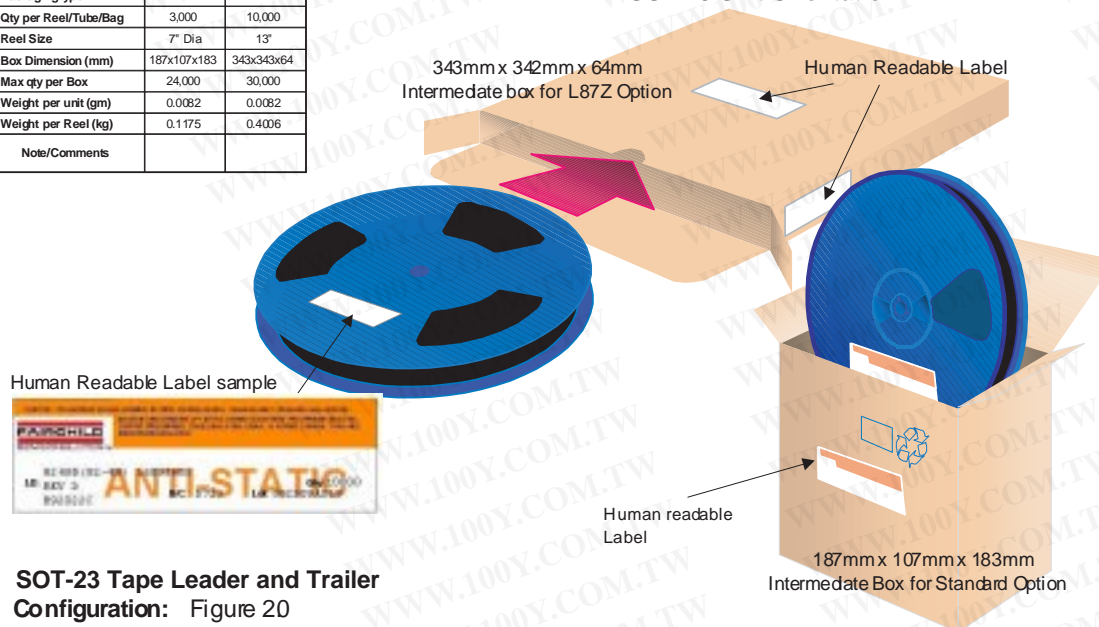 Qty per Reel/Tube/Bag 3,000 10,000
Reel Size 7" Dia 13"
Box Dimension (mm) 187x107x183 343x343x64
Max qty per Box 24,000 30,000
Weight per unit (gm) 0.0082 0.0082
Weight per Reel (kg) 0.1175 0.4006
Note/Comments
343mm x 342mm x 64mm
Intermediate box for L87Z Option
Human Readable Label
Human Readable Label sample
FAIRCHILD
ANTI-STATIC
Human readable
Label
187mm x 107mm x 183mm
Intermediate Box for Standard Option
SOT-23 Tape Leader and Trailer
Configuration: Figure 20
WWW.100Y.COM.TW